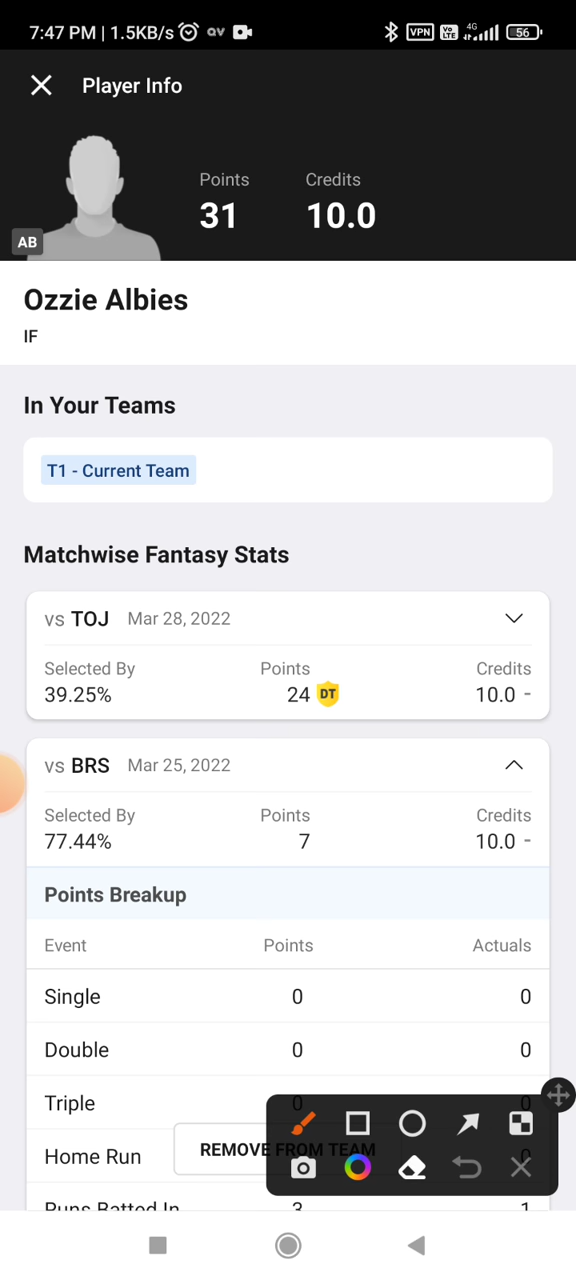 7:47 PM | 1.5KB/s av VPN Vo LTE 4G 56
Player Info
Points Credits
31 10.0
AB
Ozzie Albies
IF
In Your Teams
T1 - Current Team
Matchwise Fantasy Stats
vs TOJ Mar 28, 2022
Selected By Points Credits
39.25% 24 DT 10.0 -
vs BRS Mar 25, 2022
Selected By Points Credits
77.44% 7 10.0 -
Points Breakup
Event Points Actuals
Single 0 0
Double 0 0
Triple 0 0
Home Run 0
REMOVE FROM TEAM
Runs Batted In 3 1